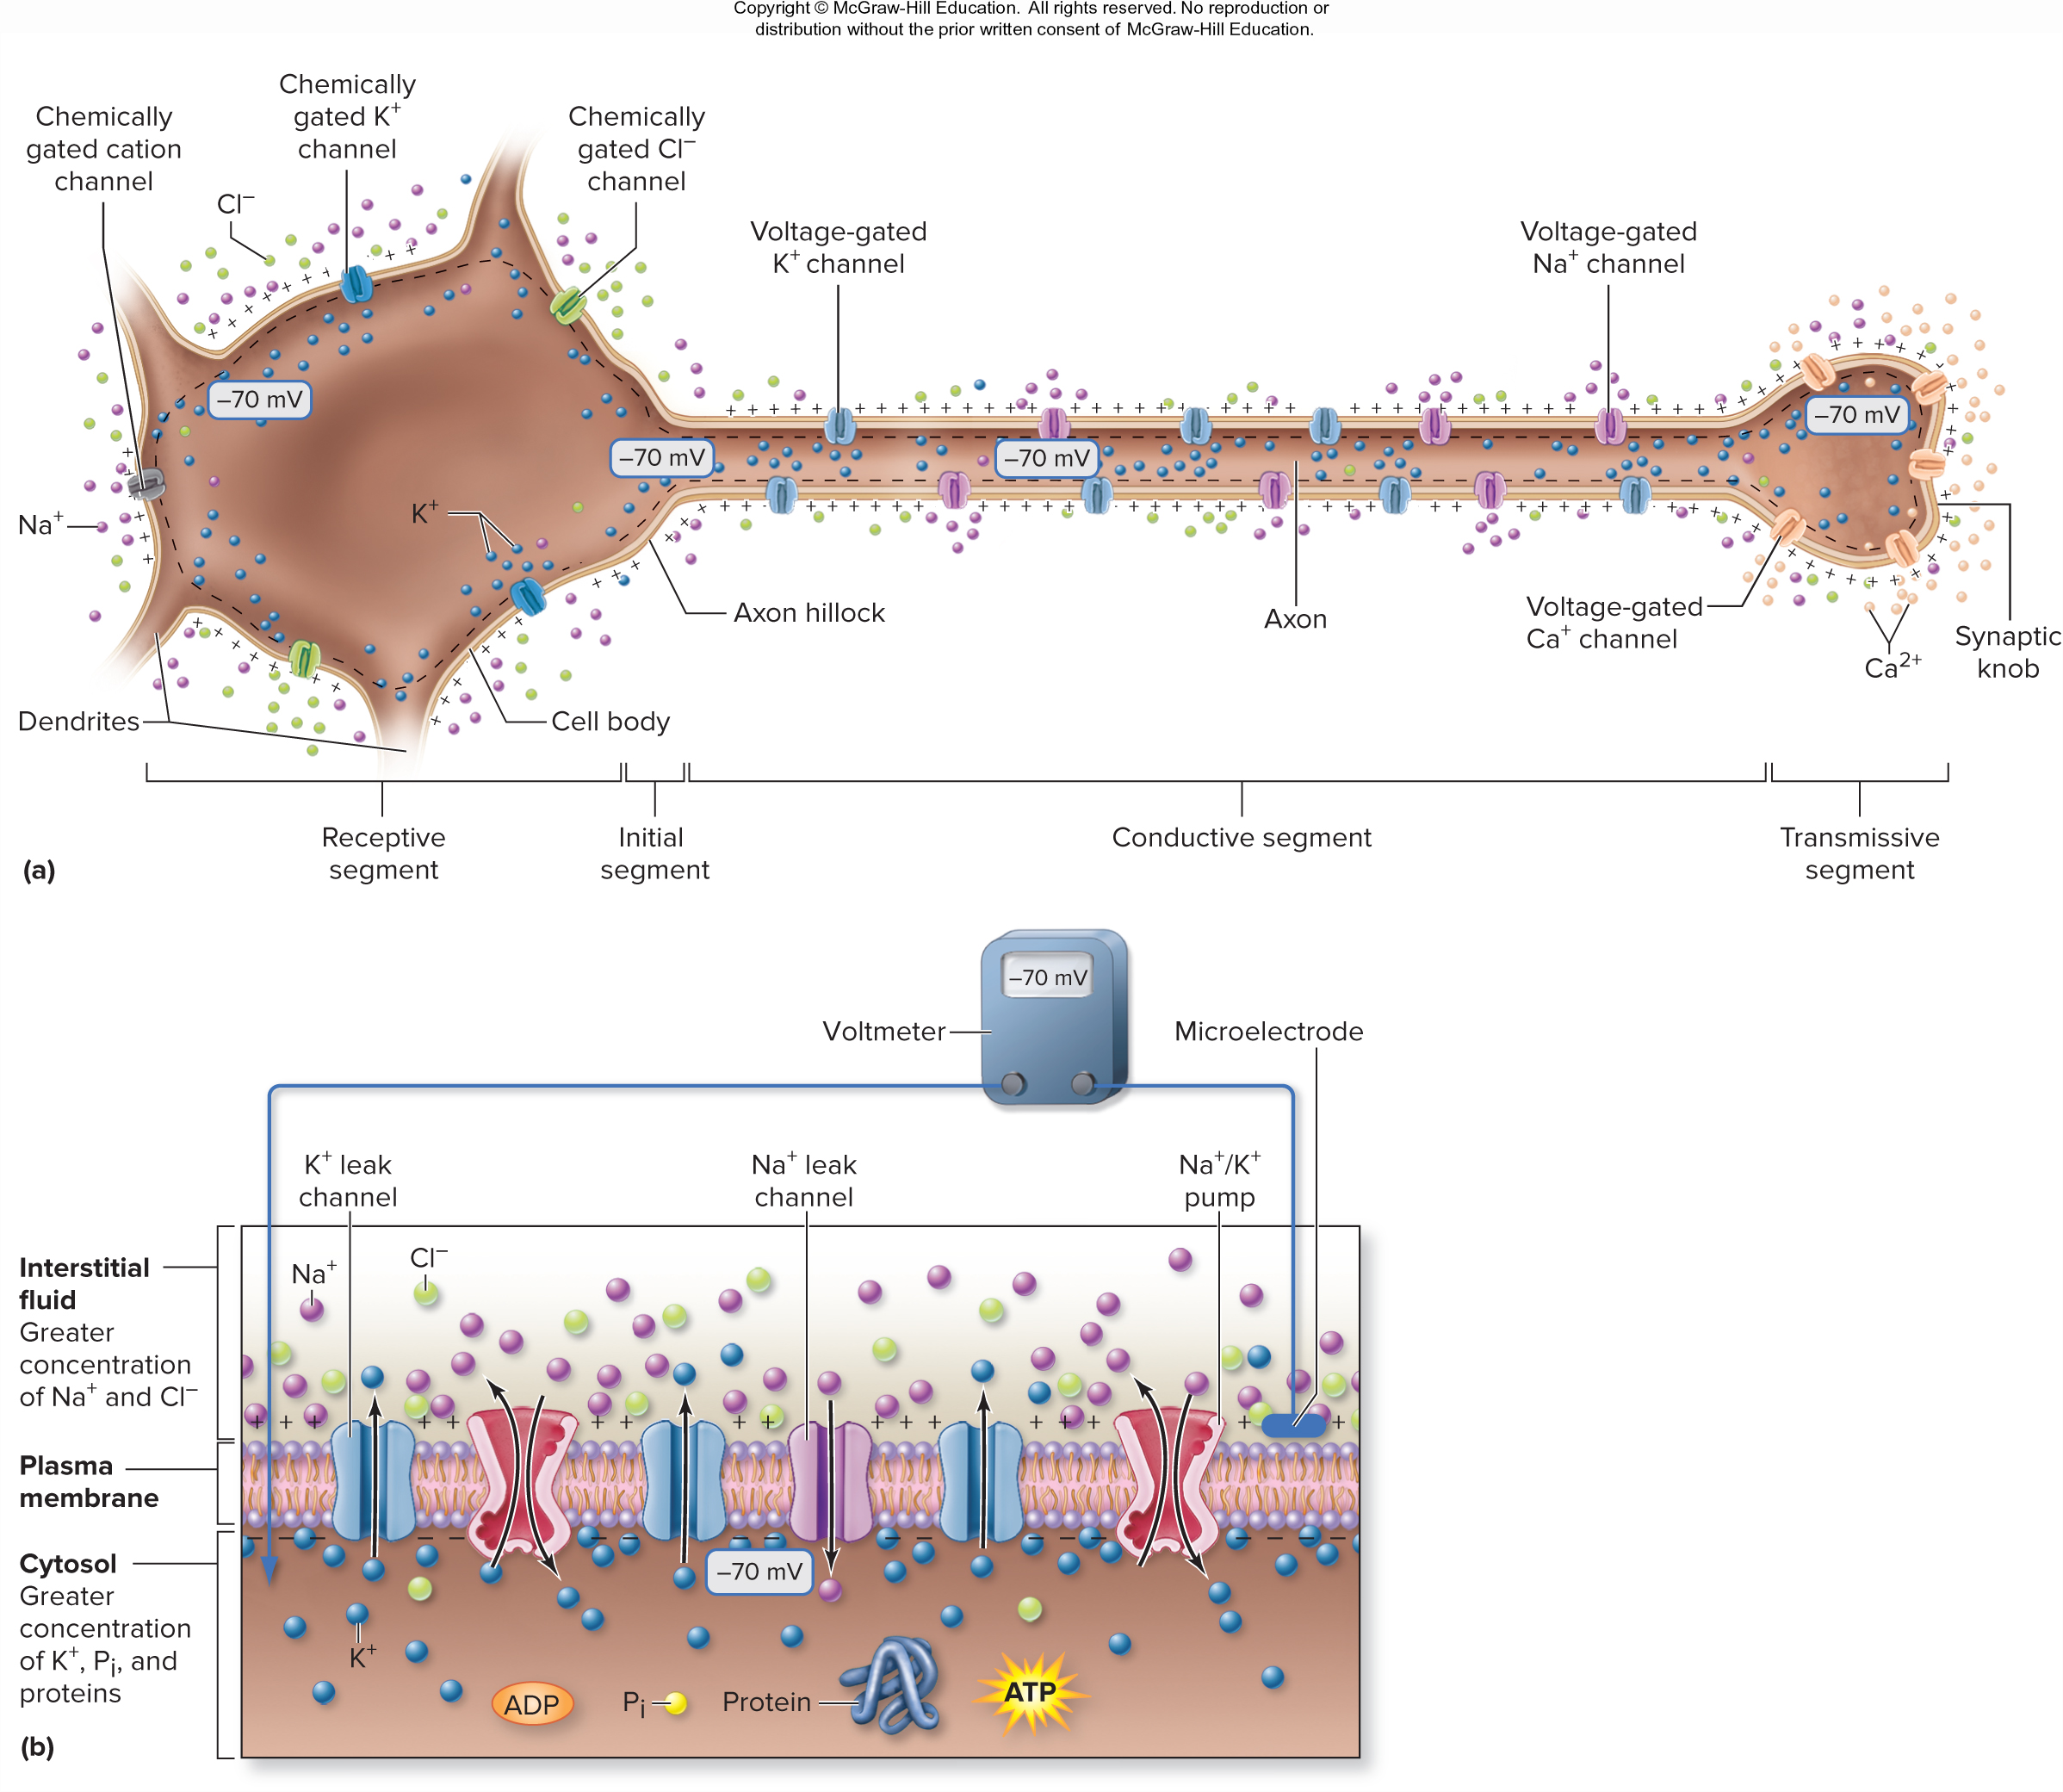 Copyright © McGraw-Hill Education. All rights reserved. No reproduction or
distribution without the prior written consent of McGraw-Hill Education.
Chemically
gated cation
channel
Chemically
gated K⁺
channel
Chemically
gated Cl⁻
channel
Cl⁻
Voltage-gated
K⁺ channel
Voltage-gated
Na⁺ channel
–70 mV
–70 mV
–70 mV
–70 mV
Na⁺
K⁺
Axon hillock
Axon
Voltage-gated
Ca⁺ channel
Ca²⁺
Synaptic
knob
Dendrites
Cell body
Receptive
segment
Initial
segment
Conductive segment
Transmissive
segment
(a)
–70 mV
Voltmeter
Microelectrode
K⁺ leak
channel
Na⁺ leak
channel
Na⁺/K⁺
pump
Interstitial
fluid
Greater
concentration
of Na⁺ and Cl⁻
Na⁺
Cl⁻
Plasma
membrane
Cytosol
Greater
concentration
of K⁺, Pi, and
proteins
–70 mV
K⁺
ADP
Pi
Protein
ATP
(b)